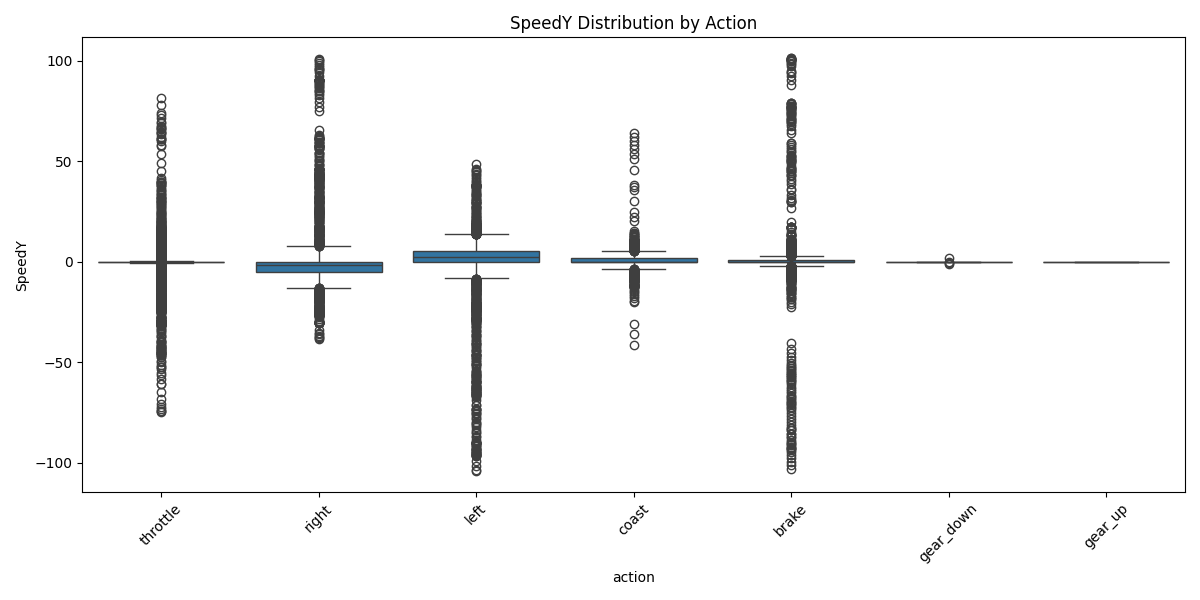 SpeedY Distribution by Action
SpeedY
100
50
0
−50
−100
throttle
right
left
coast
brake
gear_down
gear_up
action